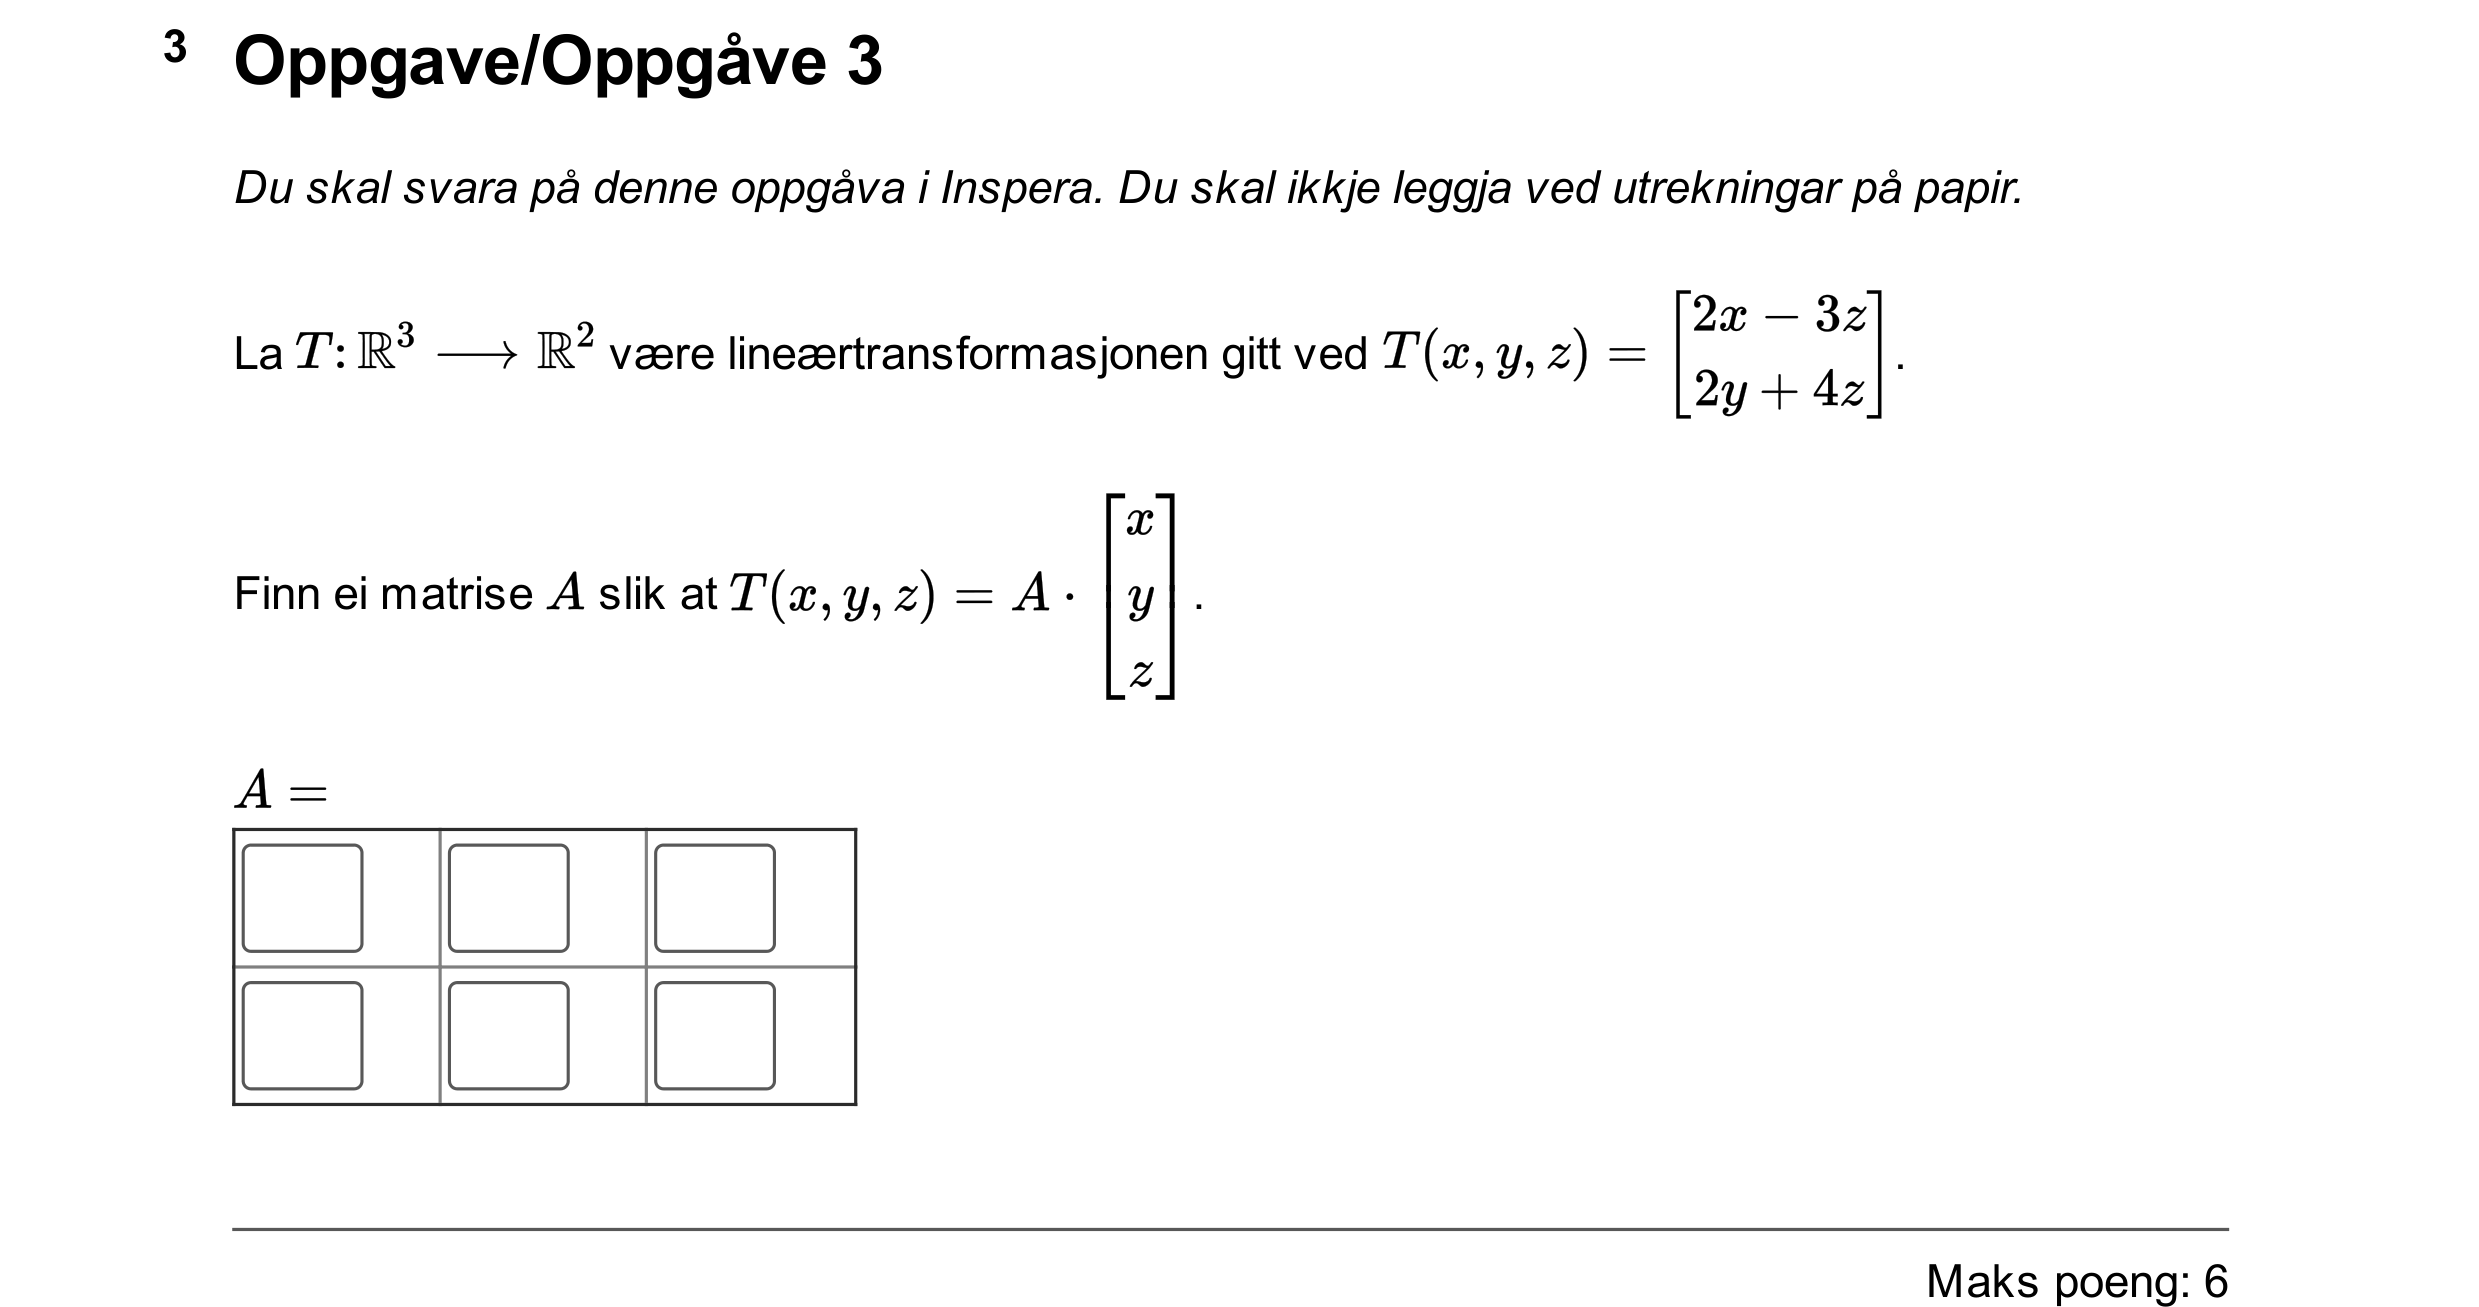 3 Oppgave/Oppgåve 3
Du skal svara på denne oppgåva i Inspera. Du skal ikkje leggja ved utrekningar på papir.
La $T: \mathbb{R}^3 \longrightarrow \mathbb{R}^2$ være lineærtransformasjonen gitt ved $T(x, y, z) = \begin{bmatrix} 2x - 3z \\ 2y + 4z \end{bmatrix}$.
Finn ei matrise $A$ slik at $T(x, y, z) = A \cdot \begin{bmatrix} x \\ y \\ z \end{bmatrix}$.
$A =$
Maks poeng: 6